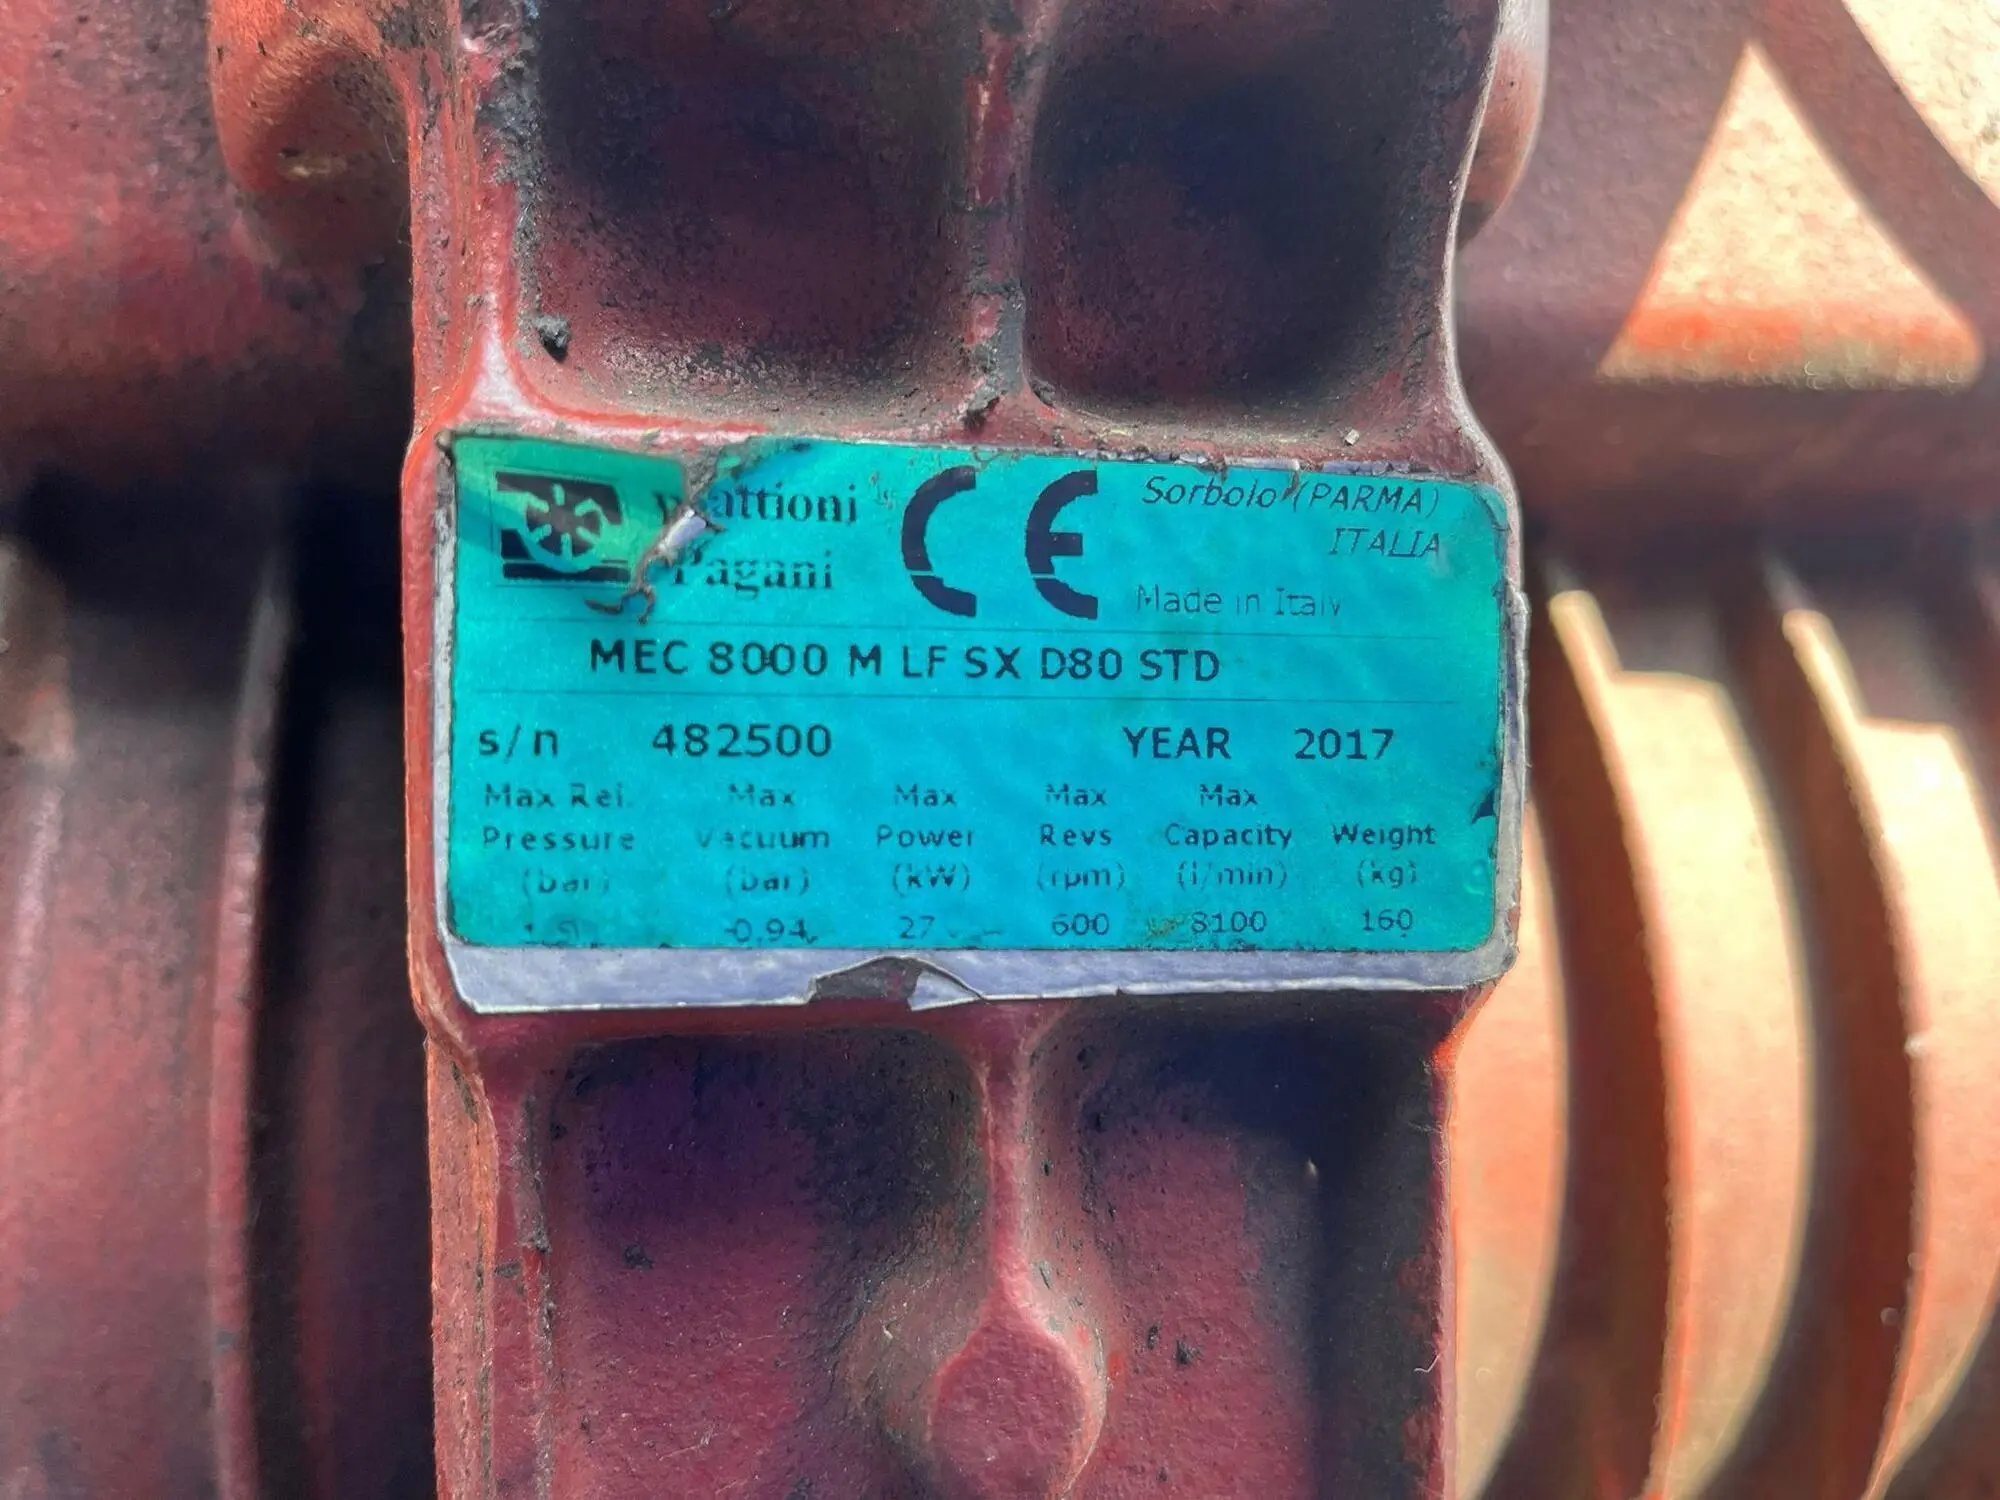 Battioni
Pagani
CE
Sorbolo (PARMA)
ITALIA
Made in Italy
MEC 8000 M LF SX D80 STD
s/n 482500 YEAR 2017
Max Rel. Max Max Max Max
Pressure Vacuum Power Revs Capacity Weight
(bar) (bar) (kW) (rpm) (l/min) (kg)
-0.94 27 600 8100 160